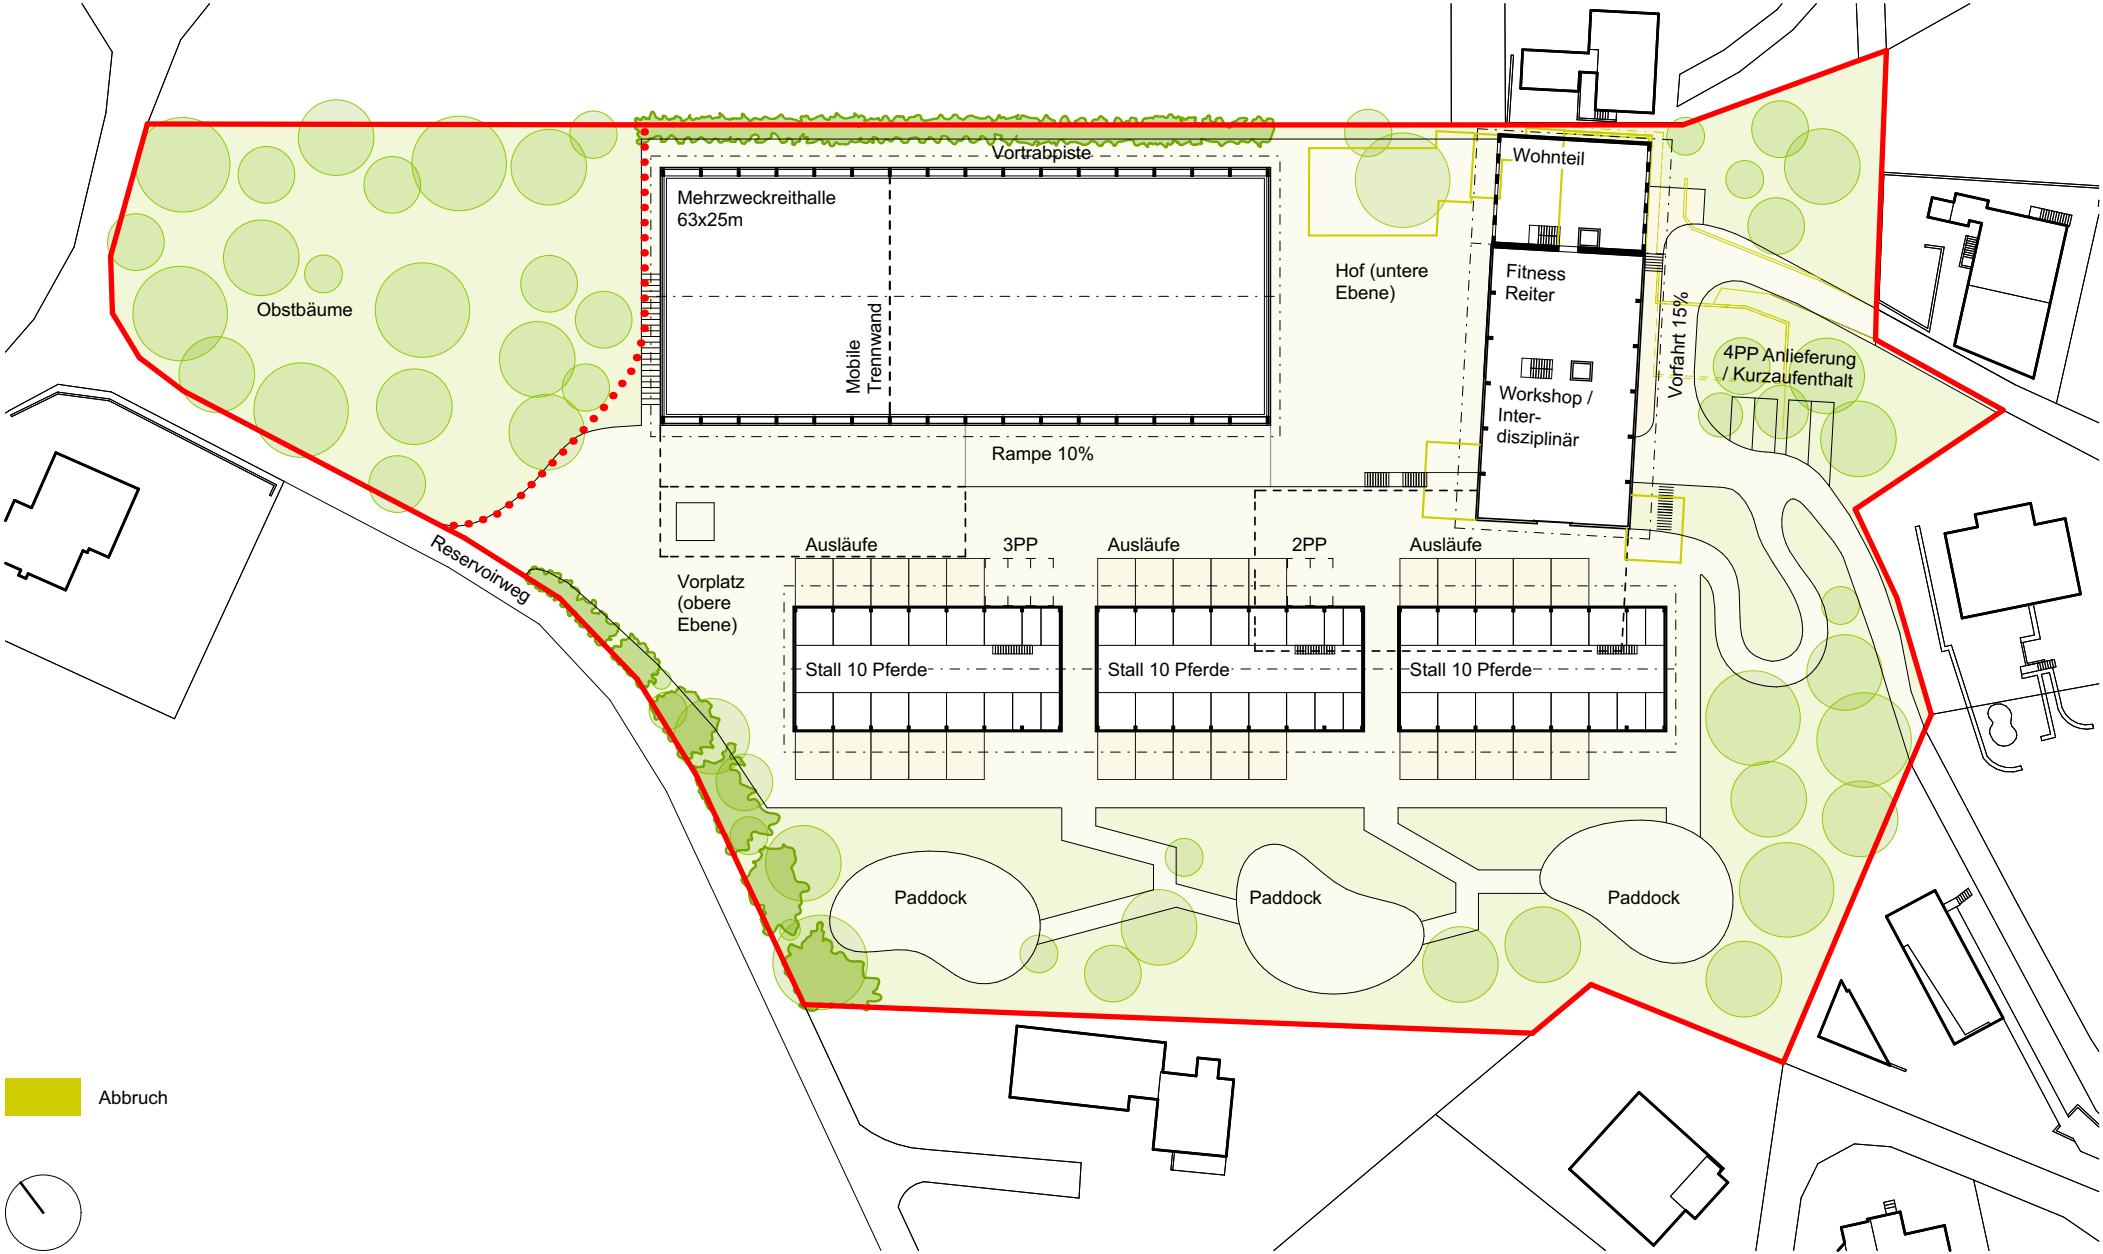 Vortrabpiste
Mehrzweckreithalle
63x25m
Wohnteil
Obstbäume
Mobile
Trennwand
Hof (untere
Ebene)
Fitness
Reiter
Vorfahrt 15%
4PP Anlieferung
/ Kurzaufenthalt
Workshop /
Inter-
disziplinär
Rampe 10%
Reservoirweg
Ausläufe
3PP
Ausläufe
2PP
Ausläufe
Vorplatz
(obere
Ebene)
Stall 10 Pferde
Stall 10 Pferde
Stall 10 Pferde
Paddock
Paddock
Paddock
Abbruch